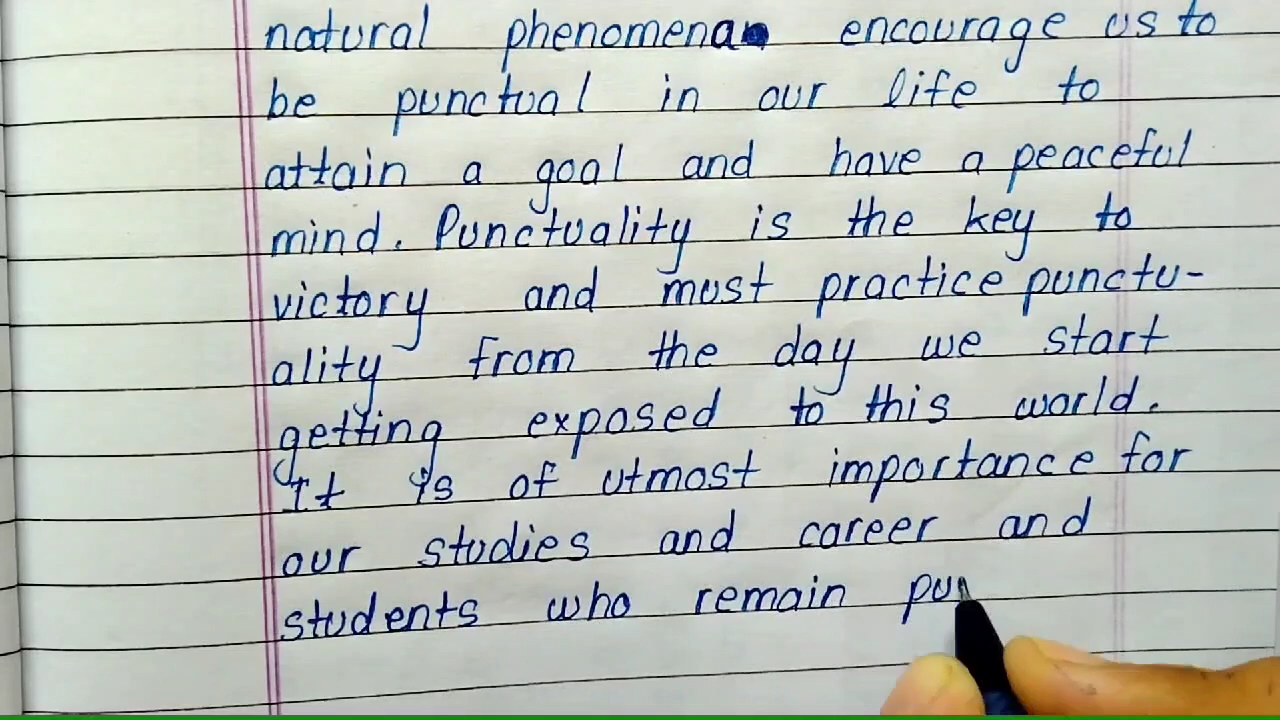 natural phenomena encourage us to
be punctual in our life to
attain a goal and have a peaceful
mind. Punctuality is the key to
victory and must practice punctu-
ality from the day we start
getting exposed to this world.
It is of utmost importance for
our studies and career and
students who remain pun